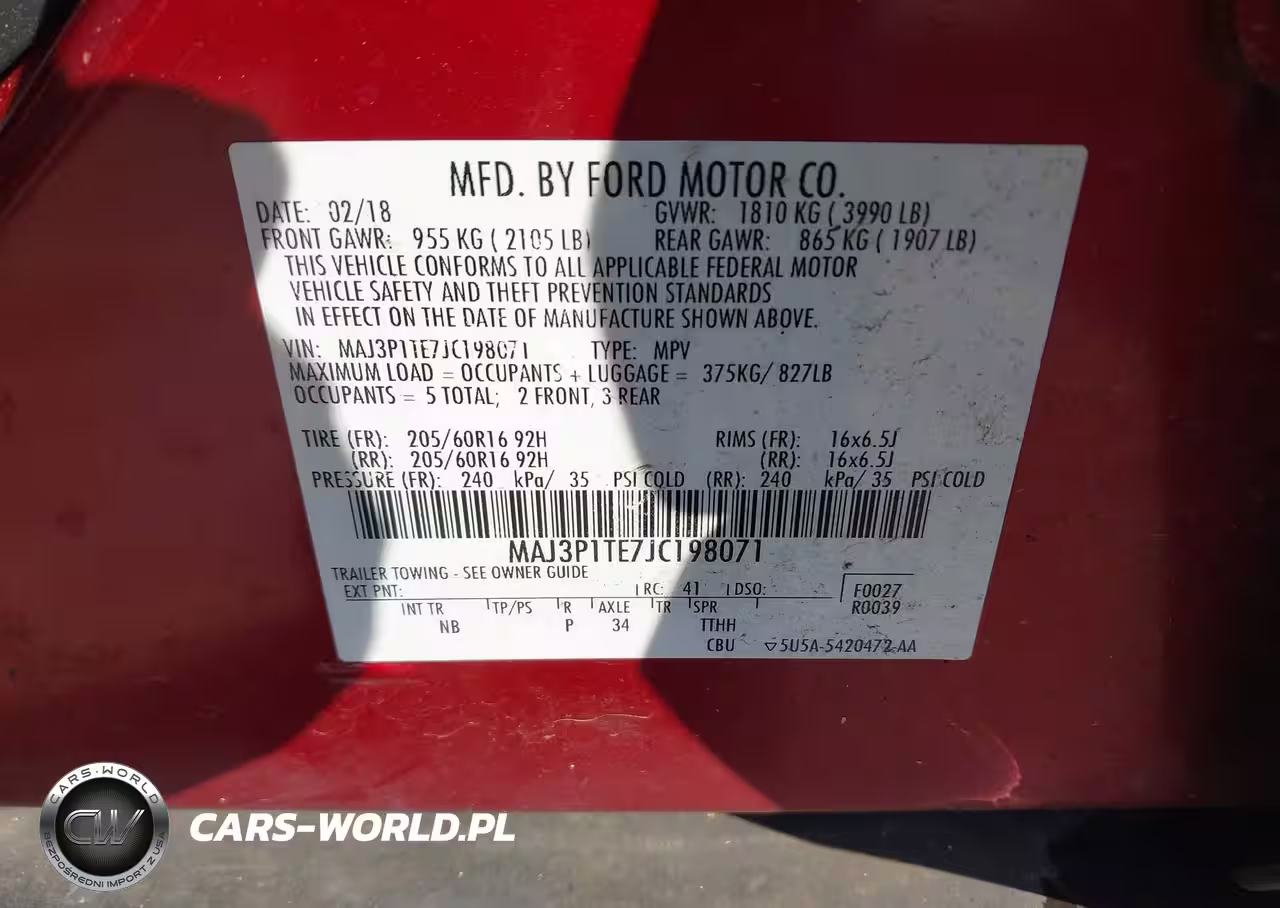 MFD. BY FORD MOTOR CO.
DATE: 02/18 GVWR: 1810 KG ( 3990 LB)
FRONT GAWR: 955 KG ( 2105 LB) REAR GAWR: 865 KG ( 1907 LB)
THIS VEHICLE CONFORMS TO ALL APPLICABLE FEDERAL MOTOR
VEHICLE SAFETY AND THEFT PREVENTION STANDARDS
IN EFFECT ON THE DATE OF MANUFACTURE SHOWN ABOVE.
VIN: MAJ3P1TE7JC198071 TYPE: MPV
MAXIMUM LOAD = OCCUPANTS + LUGGAGE = 375KG/ 827LB
OCCUPANTS = 5 TOTAL; 2 FRONT, 3 REAR
TIRE (FR): 205/60R16 92H RIMS (FR): 16x6.5J
(RR): 205/60R16 92H (RR): 16x6.5J
PRESSURE (FR): 240 kPa/ 35 PSI COLD (RR): 240 kPa/ 35 PSI COLD
MAJ3P1TE7JC198071
TRAILER TOWING - SEE OWNER GUIDE
EXT PNT: RC: 41 DSO: F0027
R0039
INT TR TP/PS R AXLE TR SPR
NB P 34 TTHH
CBU ▽5U5A-5420472-AA
CARS-WORLD
CW
BEZPOŚREDNI IMPORT Z USA
CARS-WORLD.PL